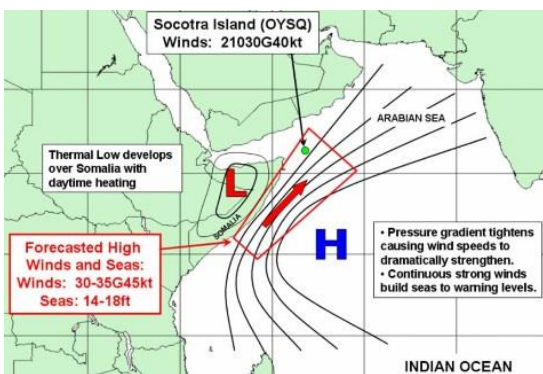 Socotra Island (OYSQ)
Winds: 21030G40kt
ARABIAN SEA
Thermal Low develops
over Somalia with
daytime heating
L
SOMALIA
Forecasted High
Winds and Seas:
Winds: 30-35G45kt
Seas: 14-18ft
H
• Pressure gradient tightens
causing wind speeds to
dramatically strengthen.
• Continuous strong winds
build seas to warning levels.
INDIAN OCEAN